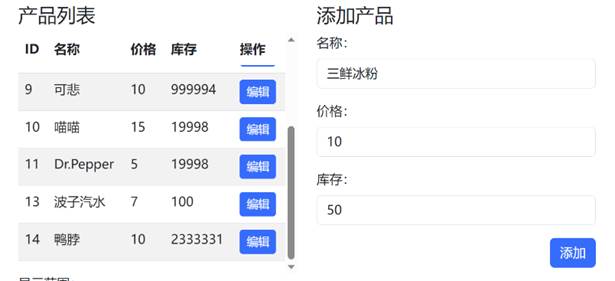 产品列表
ID 名称 价格 库存 操作
9 可悲 10 999994 编辑
10 喵喵 15 19998 编辑
11 Dr.Pepper 5 19998 编辑
13 波子汽水 7 100 编辑
14 鸭脖 10 2333331 编辑
添加产品
名称：
三鲜冰粉
价格：
10
库存：
50
添加